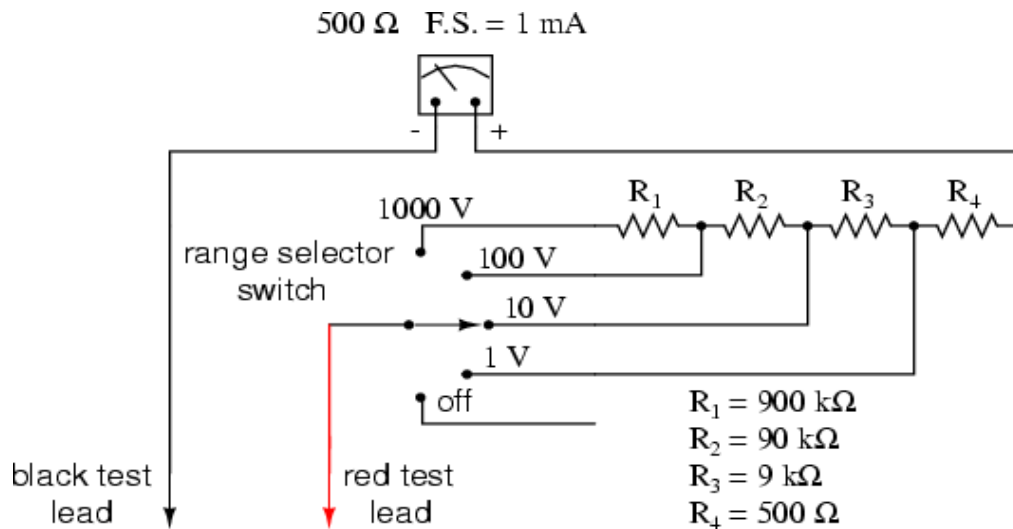 500 Ω F.S. = 1 mA
- +
R₁ R₂ R₃ R₄
1000 V
range selector
switch
100 V
10 V
1 V
off
R₁ = 900 kΩ
R₂ = 90 kΩ
R₃ = 9 kΩ
R₄ = 500 Ω
black test
lead
red test
lead